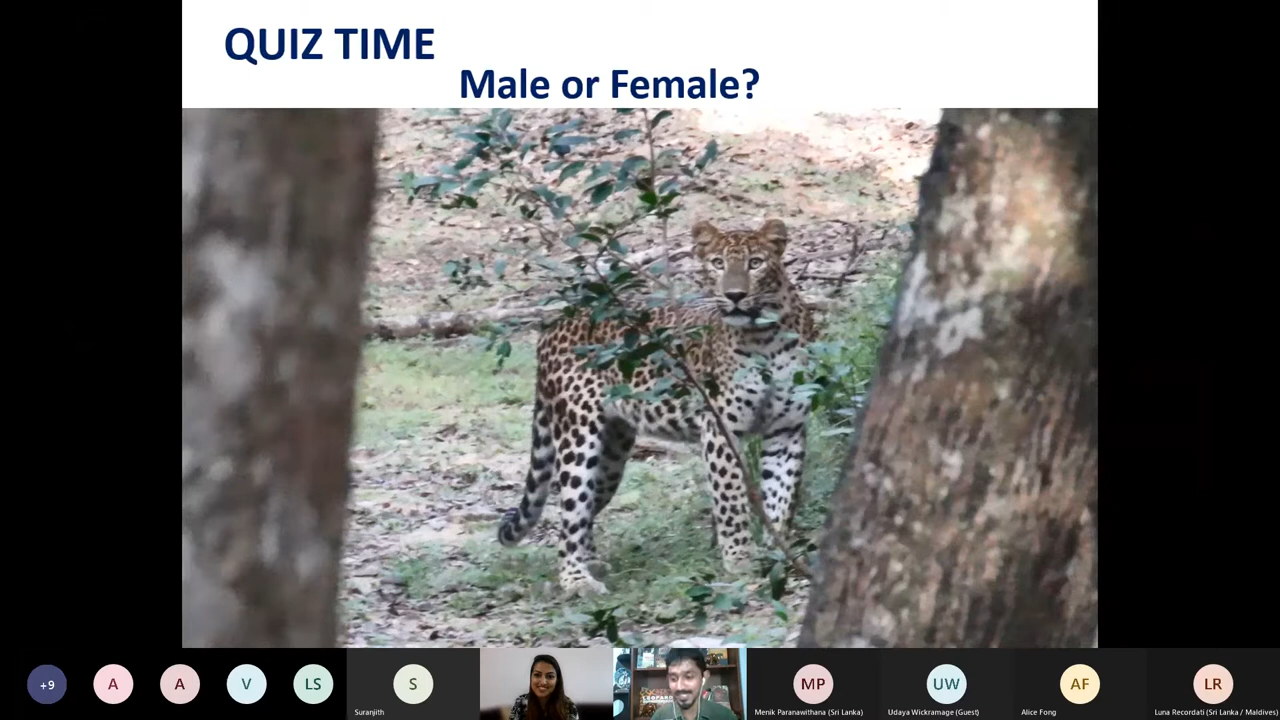 QUIZ TIME
Male or Female?
+9
A
A
V
LS
S
MP
UW
AF
LR
Suranjith
Menik Paranawithana (Sri Lanka)
Udaya Wickramage (Guest)
Alice Fong
Luna Recordati (Sri Lanka / Maldives)